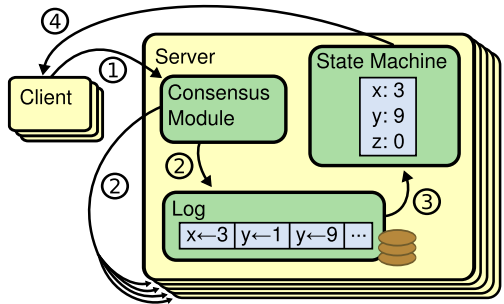 ④
①
Server
State Machine
Client
Consensus
Module
x: 3
y: 9
z: 0
②
②
③
Log
x←3 y←1 y←9 ···